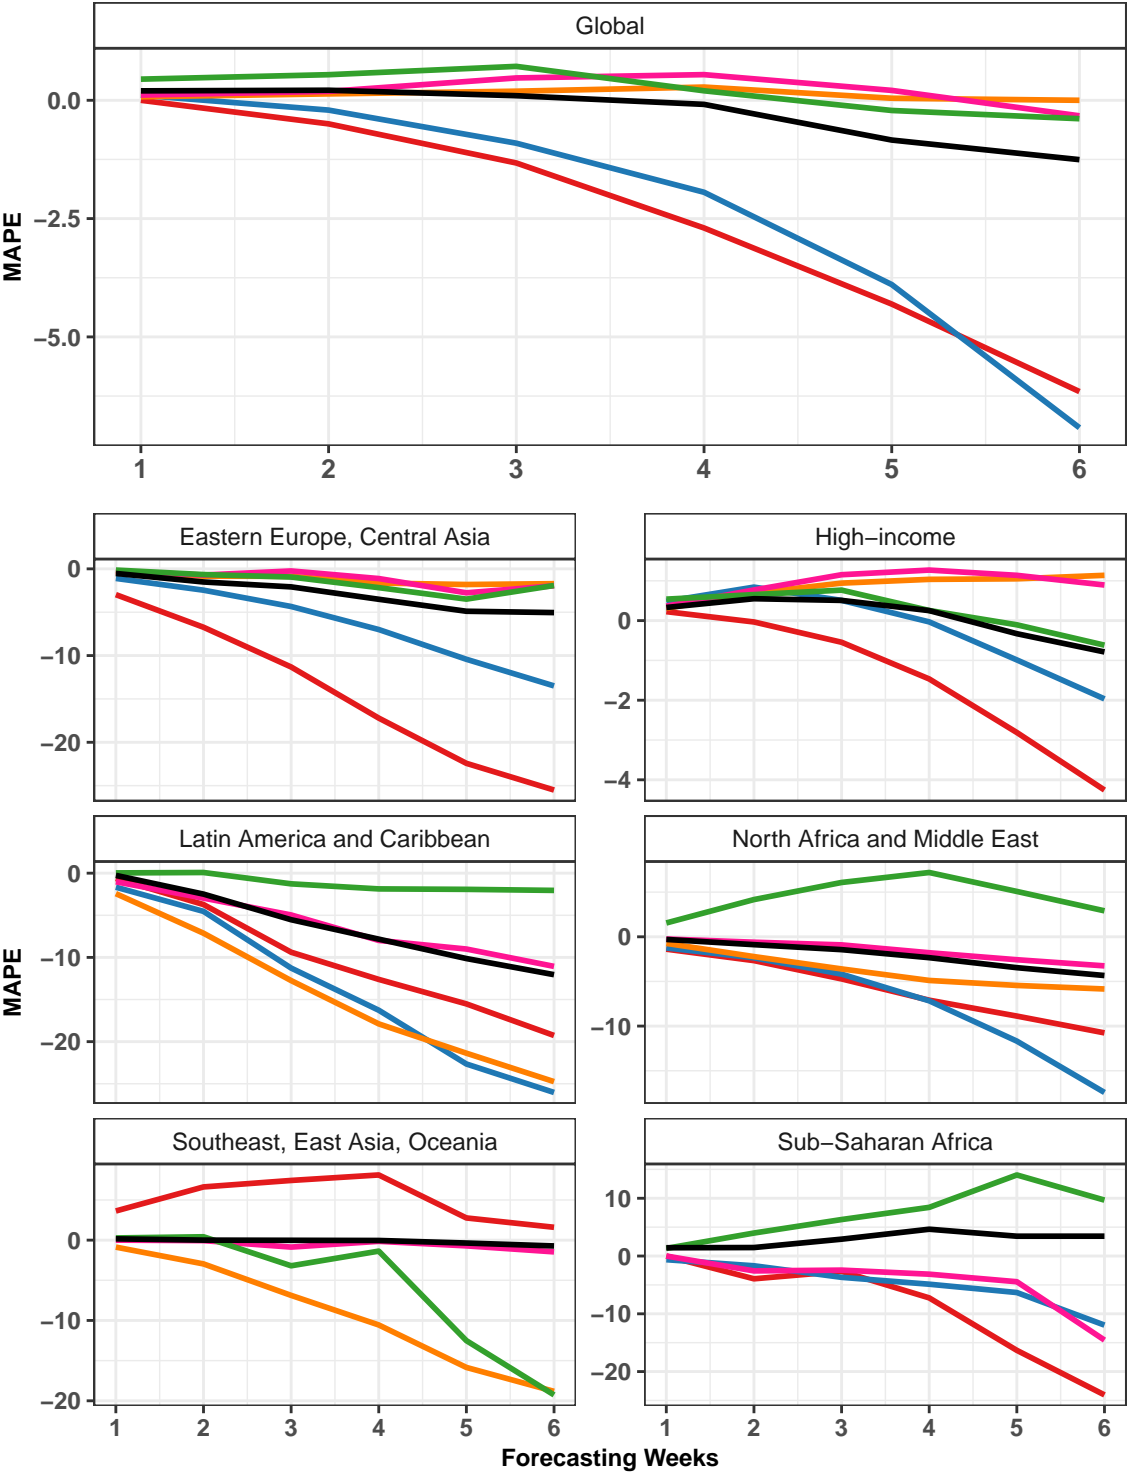 Global
MAPE
0.0
−2.5
−5.0
1 2 3 4 5 6
Eastern Europe, Central Asia
0
−10
−20
High−income
0
−2
−4
Latin America and Caribbean
MAPE
0
−10
−20
North Africa and Middle East
0
−10
Southeast, East Asia, Oceania
0
−10
−20
1 2 3 4 5 6
Sub−Saharan Africa
10
0
−10
−20
1 2 3 4 5 6
Forecasting Weeks